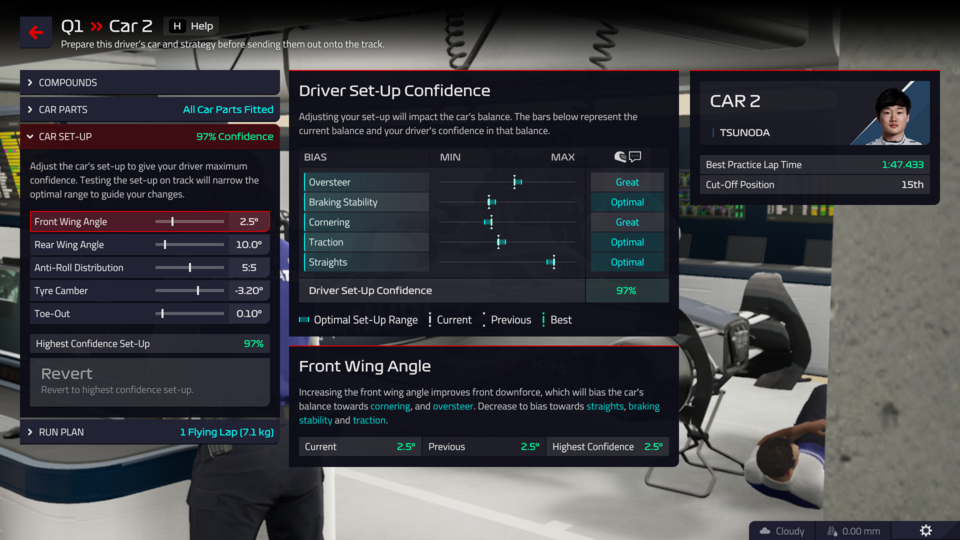 Q1 >> Car 2 H Help
Prepare this driver's car and strategy before sending them out onto the track.
COMPOUNDS
CAR PARTS All Car Parts Fitted
CAR SET-UP 97% Confidence
Adjust the car's set-up to give your driver maximum
confidence. Testing the set-up on track will narrow the
optimal range to guide your changes.
Front Wing Angle 2.5°
Rear Wing Angle 10.0°
Anti-Roll Distribution 5:5
Tyre Camber -3.20°
Toe-Out 0.10°
Highest Confidence Set-Up 97%
Revert
Revert to highest confidence set-up.
RUN PLAN 1 Flying Lap (7.1 kg)
Driver Set-Up Confidence
Adjusting your set-up will impact the car's balance. The bars below represent the
current balance and your driver's confidence in that balance.
BIAS MIN MAX
Oversteer Great
Braking Stability Optimal
Cornering Great
Traction Optimal
Straights Optimal
Driver Set-Up Confidence 97%
Optimal Set-Up Range Current Previous Best
Front Wing Angle
Increasing the front wing angle improves front downforce, which will bias the car's
balance towards cornering, and oversteer. Decrease to bias towards straights, braking
stability and traction.
Current 2.5° Previous 2.5° Highest Confidence 2.5°
CAR 2
TSUNODA
Best Practice Lap Time 1:47.433
Cut-Off Position 15th
Cloudy 0.00 mm